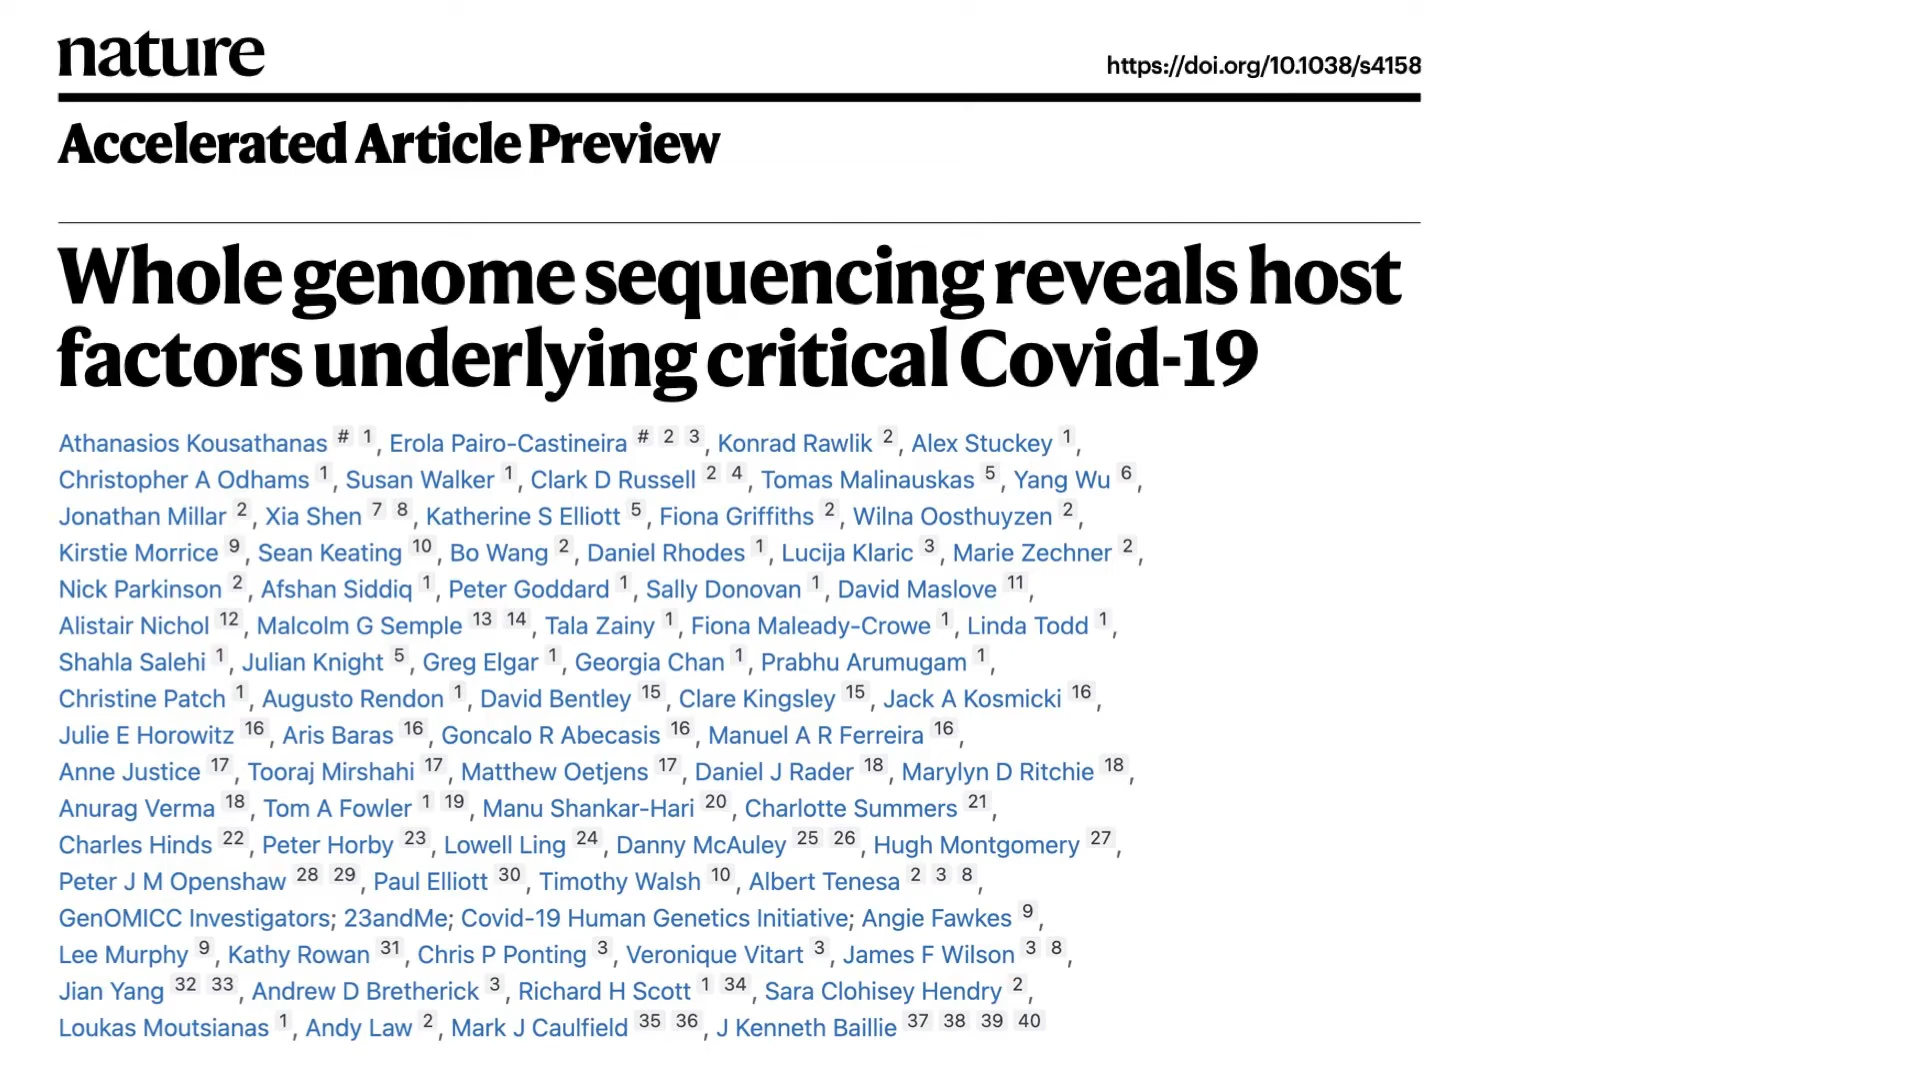 nature
https://doi.org/10.1038/s4158
Accelerated Article Preview
Whole genome sequencing reveals host
factors underlying critical Covid-19
Athanasios Kousathanas # 1, Erola Pairo-Castineira # 2 3, Konrad Rawlik 2, Alex Stuckey 1,
Christopher A Odhams 1, Susan Walker 1, Clark D Russell 2 4, Tomas Malinauskas 5, Yang Wu 6,
Jonathan Millar 2, Xia Shen 7 8, Katherine S Elliott 5, Fiona Griffiths 2, Wilna Oosthuyzen 2,
Kirstie Morrice 9, Sean Keating 10, Bo Wang 2, Daniel Rhodes 1, Lucija Klaric 3, Marie Zechner 2,
Nick Parkinson 2, Afshan Siddiq 1, Peter Goddard 1, Sally Donovan 1, David Maslove 11,
Alistair Nichol 12, Malcolm G Semple 13 14, Tala Zainy 1, Fiona Maleady-Crowe 1, Linda Todd 1,
Shahla Salehi 1, Julian Knight 5, Greg Elgar 1, Georgia Chan 1, Prabhu Arumugam 1,
Christine Patch 1, Augusto Rendon 1, David Bentley 15, Clare Kingsley 15, Jack A Kosmicki 16,
Julie E Horowitz 16, Aris Baras 16, Goncalo R Abecasis 16, Manuel A R Ferreira 16,
Anne Justice 17, Tooraj Mirshahi 17, Matthew Oetjens 17, Daniel J Rader 18, Marylyn D Ritchie 18,
Anurag Verma 18, Tom A Fowler 1 19, Manu Shankar-Hari 20, Charlotte Summers 21,
Charles Hinds 22, Peter Horby 23, Lowell Ling 24, Danny McAuley 25 26, Hugh Montgomery 27,
Peter J M Openshaw 28 29, Paul Elliott 30, Timothy Walsh 10, Albert Tenesa 2 3 8,
GenOMICC Investigators; 23andMe; Covid-19 Human Genetics Initiative; Angie Fawkes 9,
Lee Murphy 9, Kathy Rowan 31, Chris P Ponting 3, Veronique Vitart 3, James F Wilson 3 8,
Jian Yang 32 33, Andrew D Bretherick 3, Richard H Scott 1 34, Sara Clohisey Hendry 2,
Loukas Moutsianas 1, Andy Law 2, Mark J Caulfield 35 36, J Kenneth Baillie 37 38 39 40